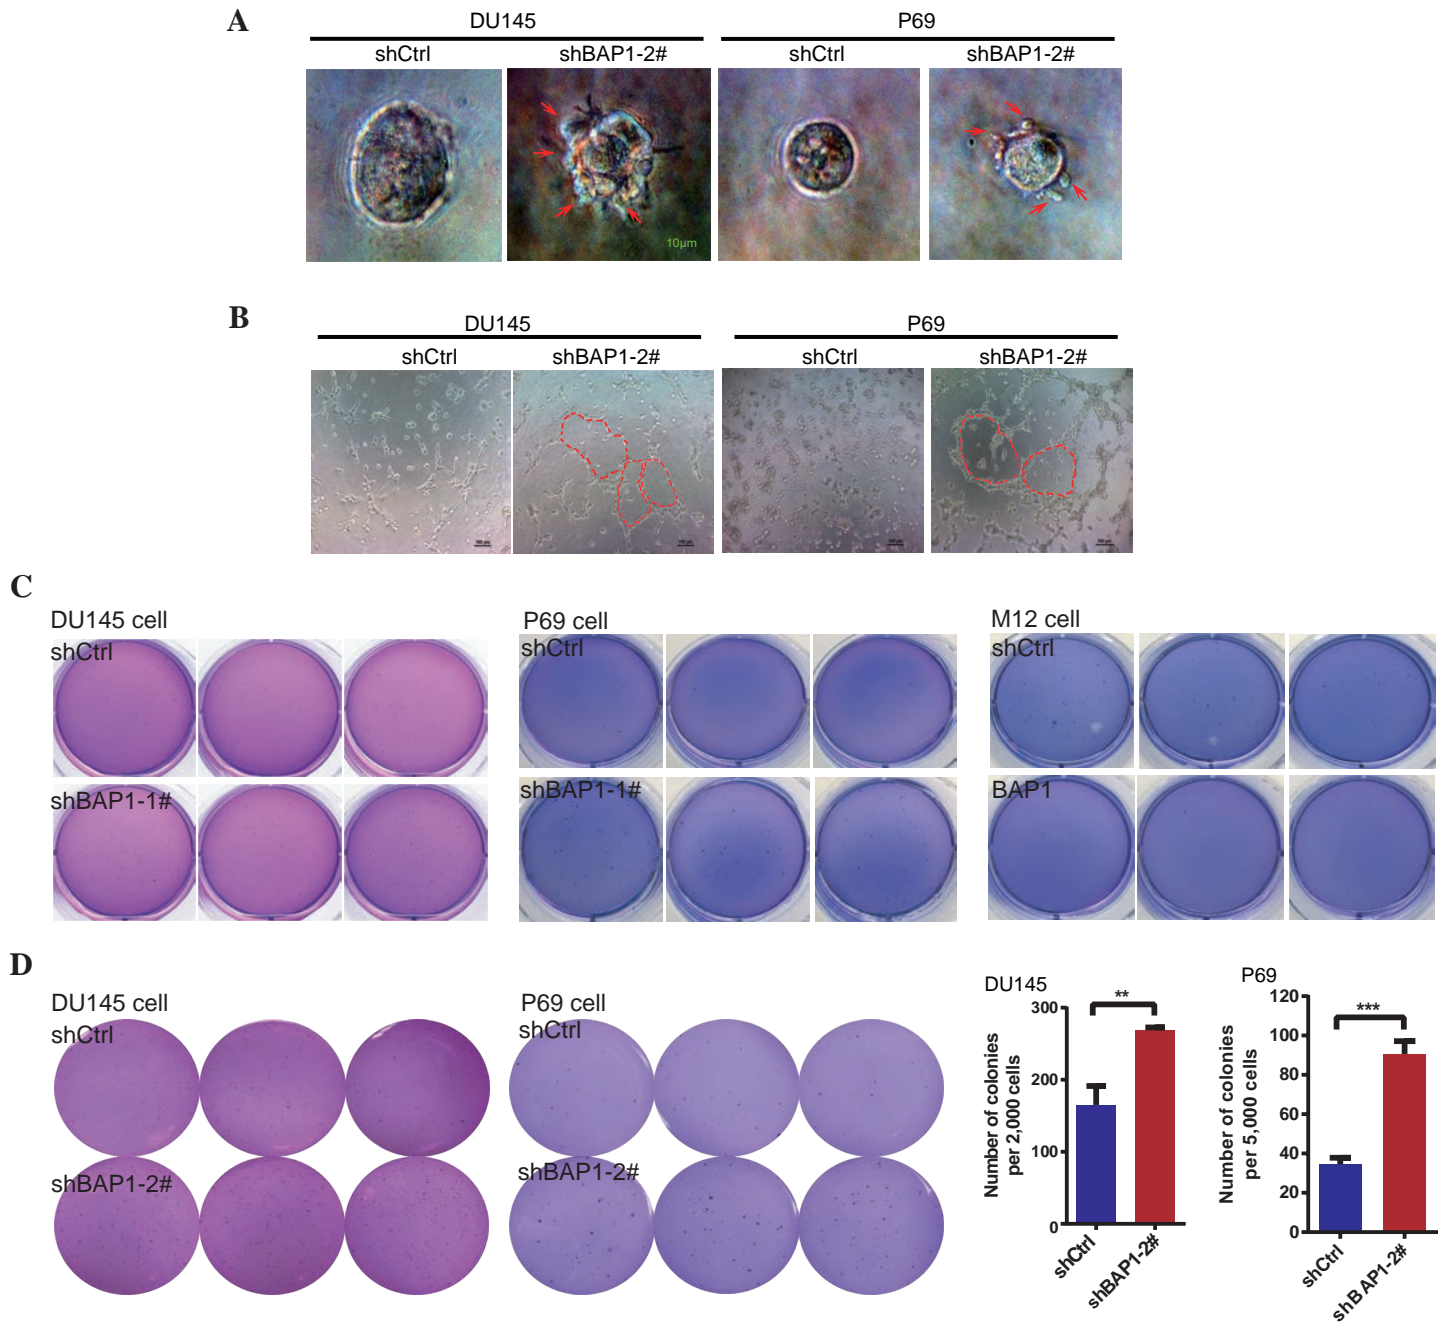 A
DU145
P69
shCtrl
shBAP1-2#
shCtrl
shBAP1-2#
10µm
B
DU145
P69
shCtrl
shBAP1-2#
shCtrl
shBAP1-2#
C
DU145 cell
shCtrl
shBAP1-1#
P69 cell
shCtrl
shBAP1-1#
M12 cell
shCtrl
BAP1
D
DU145 cell
shCtrl
shBAP1-2#
P69 cell
shCtrl
shBAP1-2#
DU145
**
Number of colonies
per 2,000 cells
300
200
100
0
shCtrl
shBAP1-2#
P69
***
Number of colonies
per 5,000 cells
120
100
80
60
40
20
0
shCtrl
shBAP1-2#